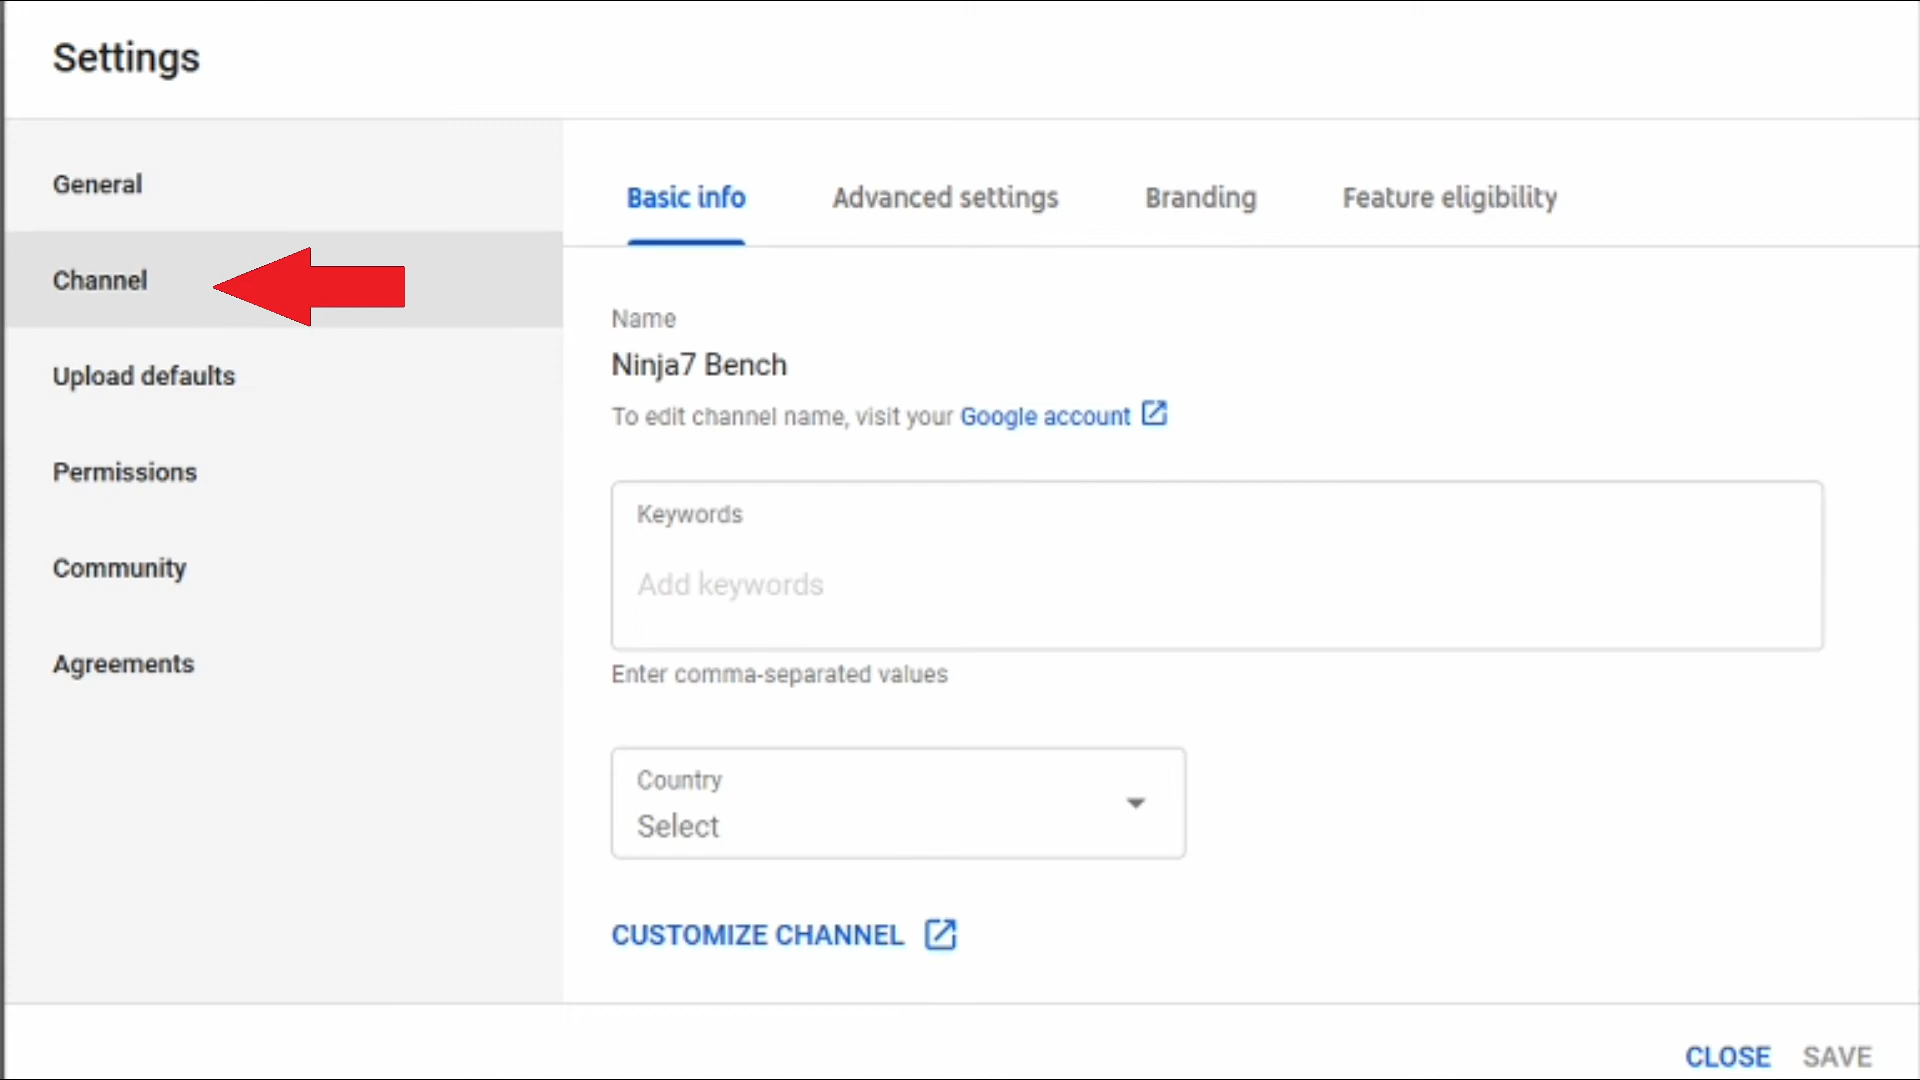 Settings
General
Channel
Upload defaults
Permissions
Community
Agreements
Basic info Advanced settings Branding Feature eligibility
Name
Ninja7 Bench
To edit channel name, visit your Google account
Keywords
Add keywords
Enter comma-separated values
Country
Select
CUSTOMIZE CHANNEL
CLOSE SAVE